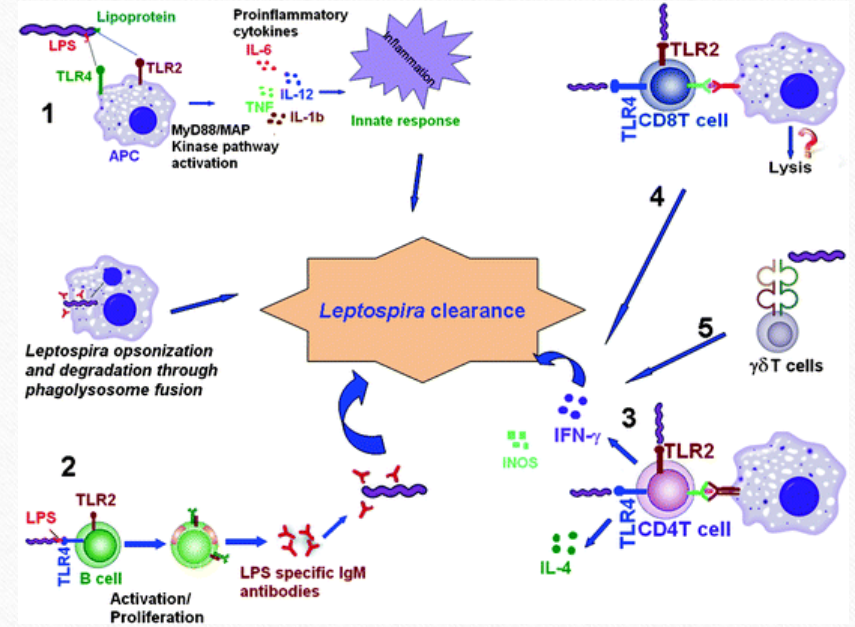 Lipoprotein
LPS
TLR4
TLR2
1
APC
MyD88/MAP
Kinase pathway
activation
Proinflammatory
cytokines
IL-6
IL-12
TNF
IL-1b
Inflammation
Innate response
TLR2
TLR4
CD8T cell
?
Lysis
4
Leptospira clearance
5
γδ T cells
Leptospira opsonization
and degradation through
phagolysosome fusion
3
IFN-γ
iNOS
TLR2
TLR4
CD4T cell
IL-4
2
TLR2
LPS
TLR4
B cell
Activation/
Proliferation
LPS specific IgM
antibodies